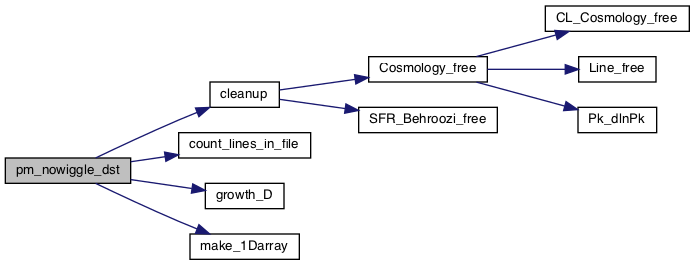 CL_Cosmology_free
Cosmology_free
Line_free
cleanup
SFR_Behroozi_free
Pk_dlnPk
count_lines_in_file
pm_nowiggle_dst
growth_D
make_1Darray